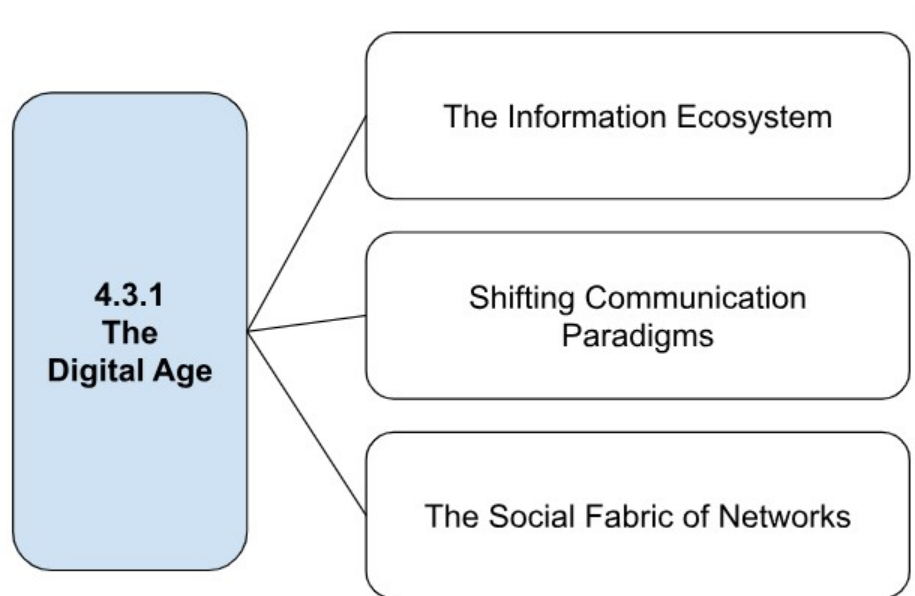 4.3.1
The
Digital Age
The Information Ecosystem
Shifting Communication
Paradigms
The Social Fabric of Networks